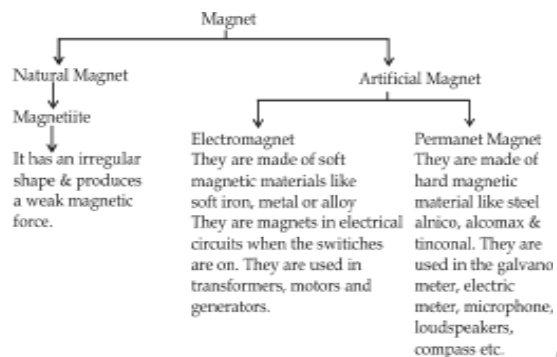 Magnet
Natural Magnet
Artificial Magnet
Magnetiite
It has an irregular
shape & produces
a weak magnetic
force.
Electromagnet
They are made of soft
magnetic materials like
soft iron, metal or alloy
They are magnets in electrical
circuits when the switiches
are on. They are used in
transformers, motors and
generators.
Permanet Magnet
They are made of
hard magnetic
material like steel
alnico, alcomax &
tinconal. They are
used in the galvano
meter, electric
meter, microphone,
loudspeakers,
compass etc.